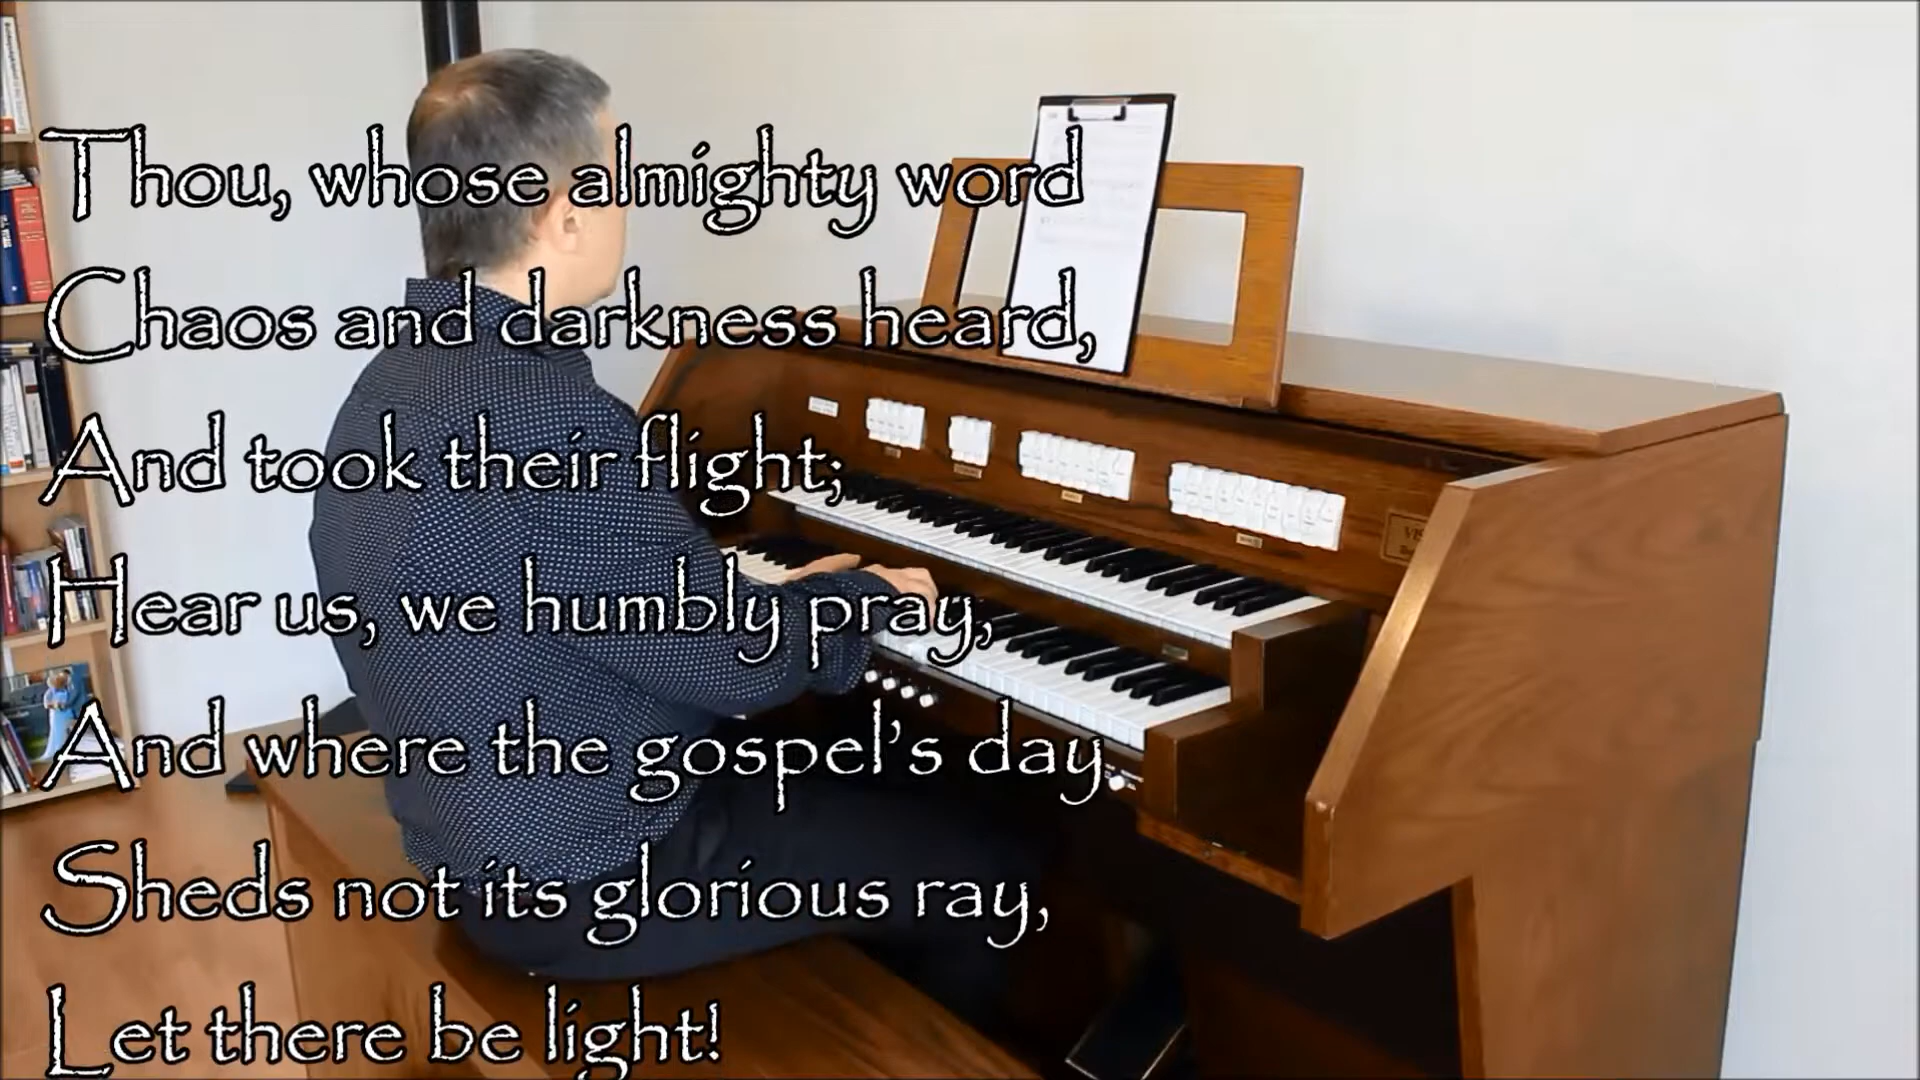 Thou, whose almighty word
Chaos and darkness heard,
And took their flight;
Hear us, we humbly pray,
And where the gospel's day
Sheds not its glorious ray,
Let there be light!